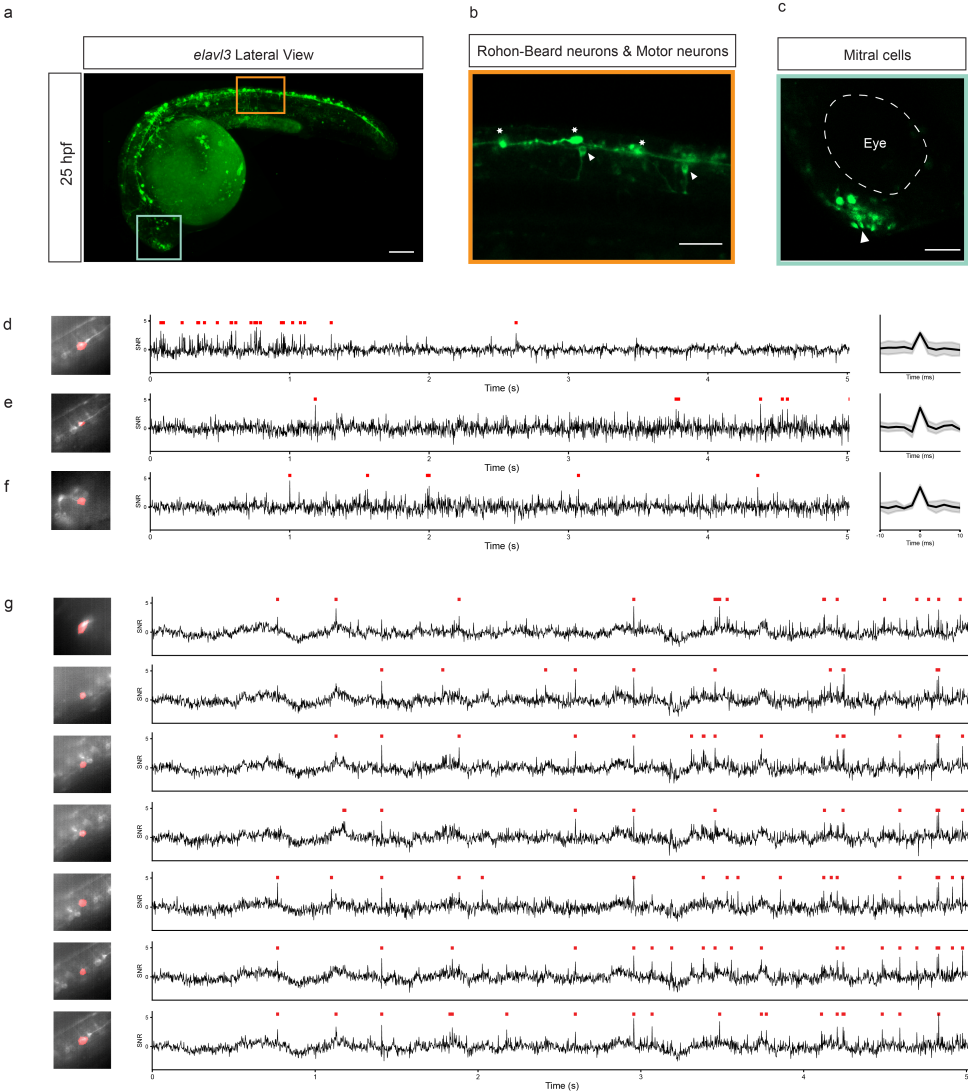 a
b
c
elavl3 Lateral View
Rohon-Beard neurons & Motor neurons
Mitral cells
25 hpf
*
*
*
Eye
d
5
0
SNR
0 1 2 3 4 5
Time (s)
Time (ms)
e
5
0
SNR
0 1 2 3 4 5
Time (s)
Time (ms)
f
5
0
SNR
0 1 2 3 4 5
Time (s)
-10 0 10
Time (ms)
g
5
0
SNR
5
0
SNR
5
0
SNR
5
0
SNR
5
0
SNR
5
0
SNR
5
0
SNR
0 1 2 3 4 5
Time (s)